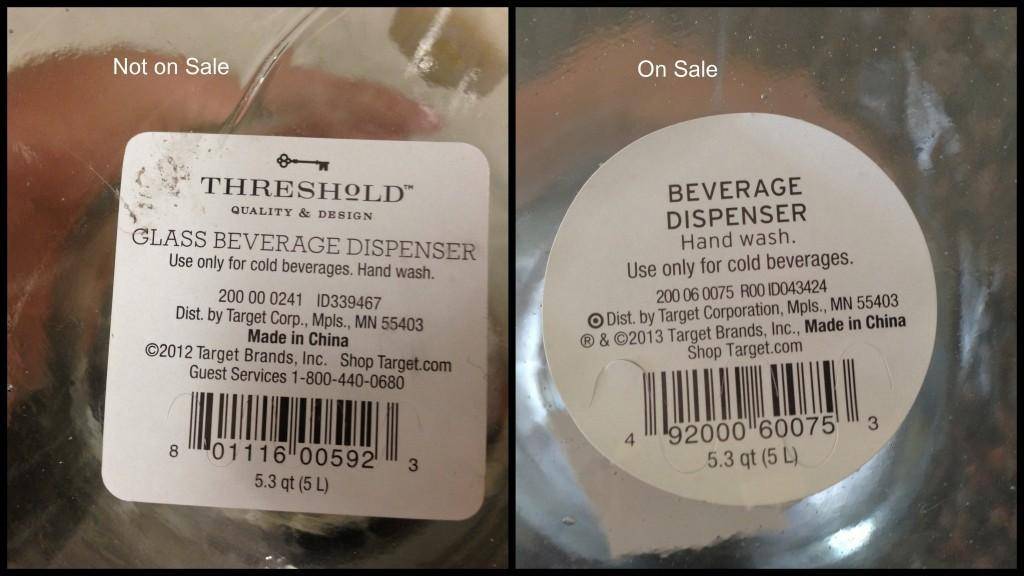 Not on Sale
THRESHOLD™
QUALITY & DESIGN
GLASS BEVERAGE DISPENSER
Use only for cold beverages. Hand wash.
200 00 0241 ID339467
Dist. by Target Corp., Mpls., MN 55403
Made in China
©2012 Target Brands, Inc. Shop Target.com
Guest Services 1-800-440-0680
8 01116 00592 3
5.3 qt (5 L)
On Sale
BEVERAGE
DISPENSER
Hand wash.
Use only for cold beverages.
200 06 0075 R00 ID043424
Dist. by Target Corporation, Mpls., MN 55403
® & ©2013 Target Brands, Inc., Made in China
Shop Target.com
4 92000 60075 3
5.3 qt (5 L)